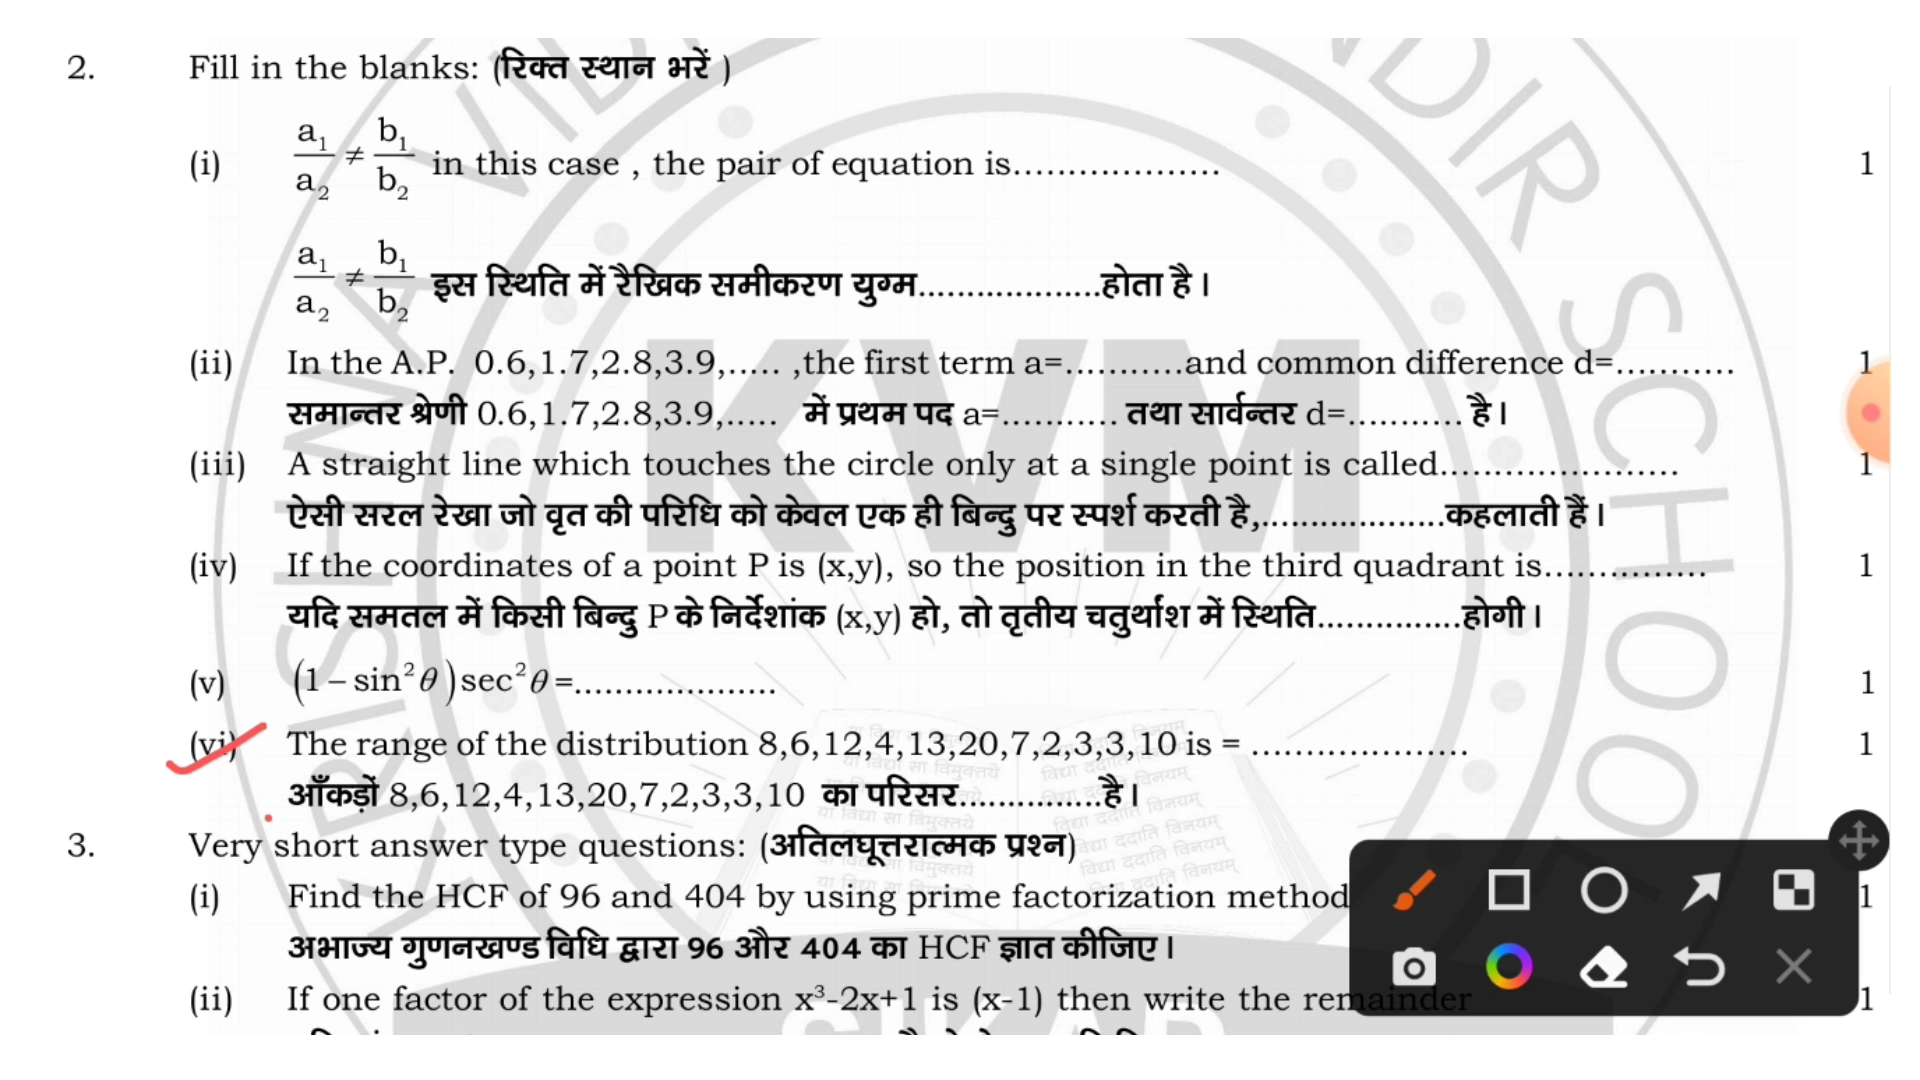 2. Fill in the blanks: (रिक्त स्थान भरें )
(i) a₁/a₂ ≠ b₁/b₂ in this case , the pair of equation is................... 1
a₁/a₂ ≠ b₁/b₂ इस स्थिति में रैखिक समीकरण युग्म...................होता है।
(ii) In the A.P. 0.6,1.7,2.8,3.9,..... ,the first term a=...........and common difference d=........... 1
समान्तर श्रेणी 0.6,1.7,2.8,3.9,..... में प्रथम पद a=........... तथा सार्वन्तर d=........... है।
(iii) A straight line which touches the circle only at a single point is called...................... 1
ऐसी सरल रेखा जो वृत की परिधि को केवल एक ही बिन्दु पर स्पर्श करती है,...................कहलाती हैं।
(iv) If the coordinates of a point P is (x,y), so the position in the third quadrant is............... 1
यदि समतल में किसी बिन्दु P के निर्देशांक (x,y) हो, तो तृतीय चतुर्थांश में स्थिति..............होगी।
(v) (1 – sin²θ)sec²θ=.................... 1
(vi) The range of the distribution 8,6,12,4,13,20,7,2,3,3,10 is = ..................... 1
आँकड़ों 8,6,12,4,13,20,7,2,3,3,10 का परिसर..............है।
3. Very short answer type questions: (अतिलघूत्तरात्मक प्रश्न)
(i) Find the HCF of 96 and 404 by using prime factorization method 1
अभाज्य गुणनखण्ड विधि द्वारा 96 और 404 का HCF ज्ञात कीजिए।
(ii) If one factor of the expression x³-2x+1 is (x-1) then write the remainder 1
KVM